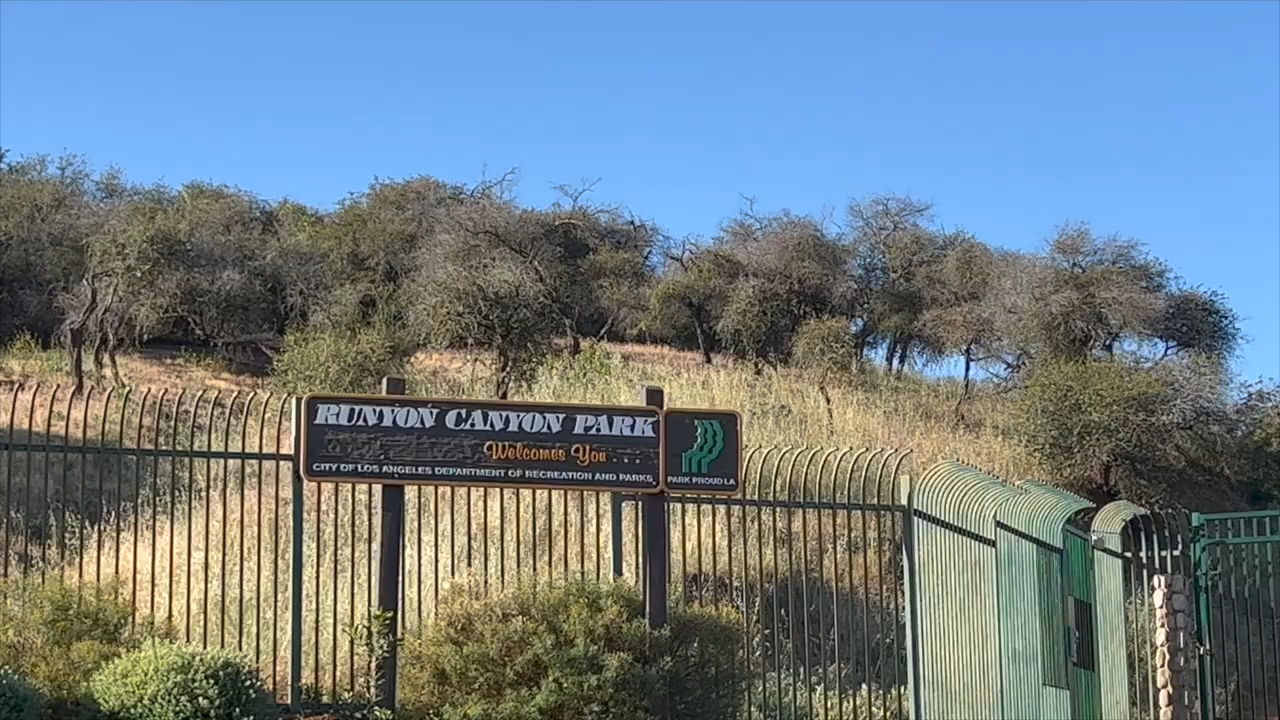 RUNYON CANYON PARK
Welcomes You . . .
CITY OF LOS ANGELES DEPARTMENT OF RECREATION AND PARKS
PARK PROUD LA